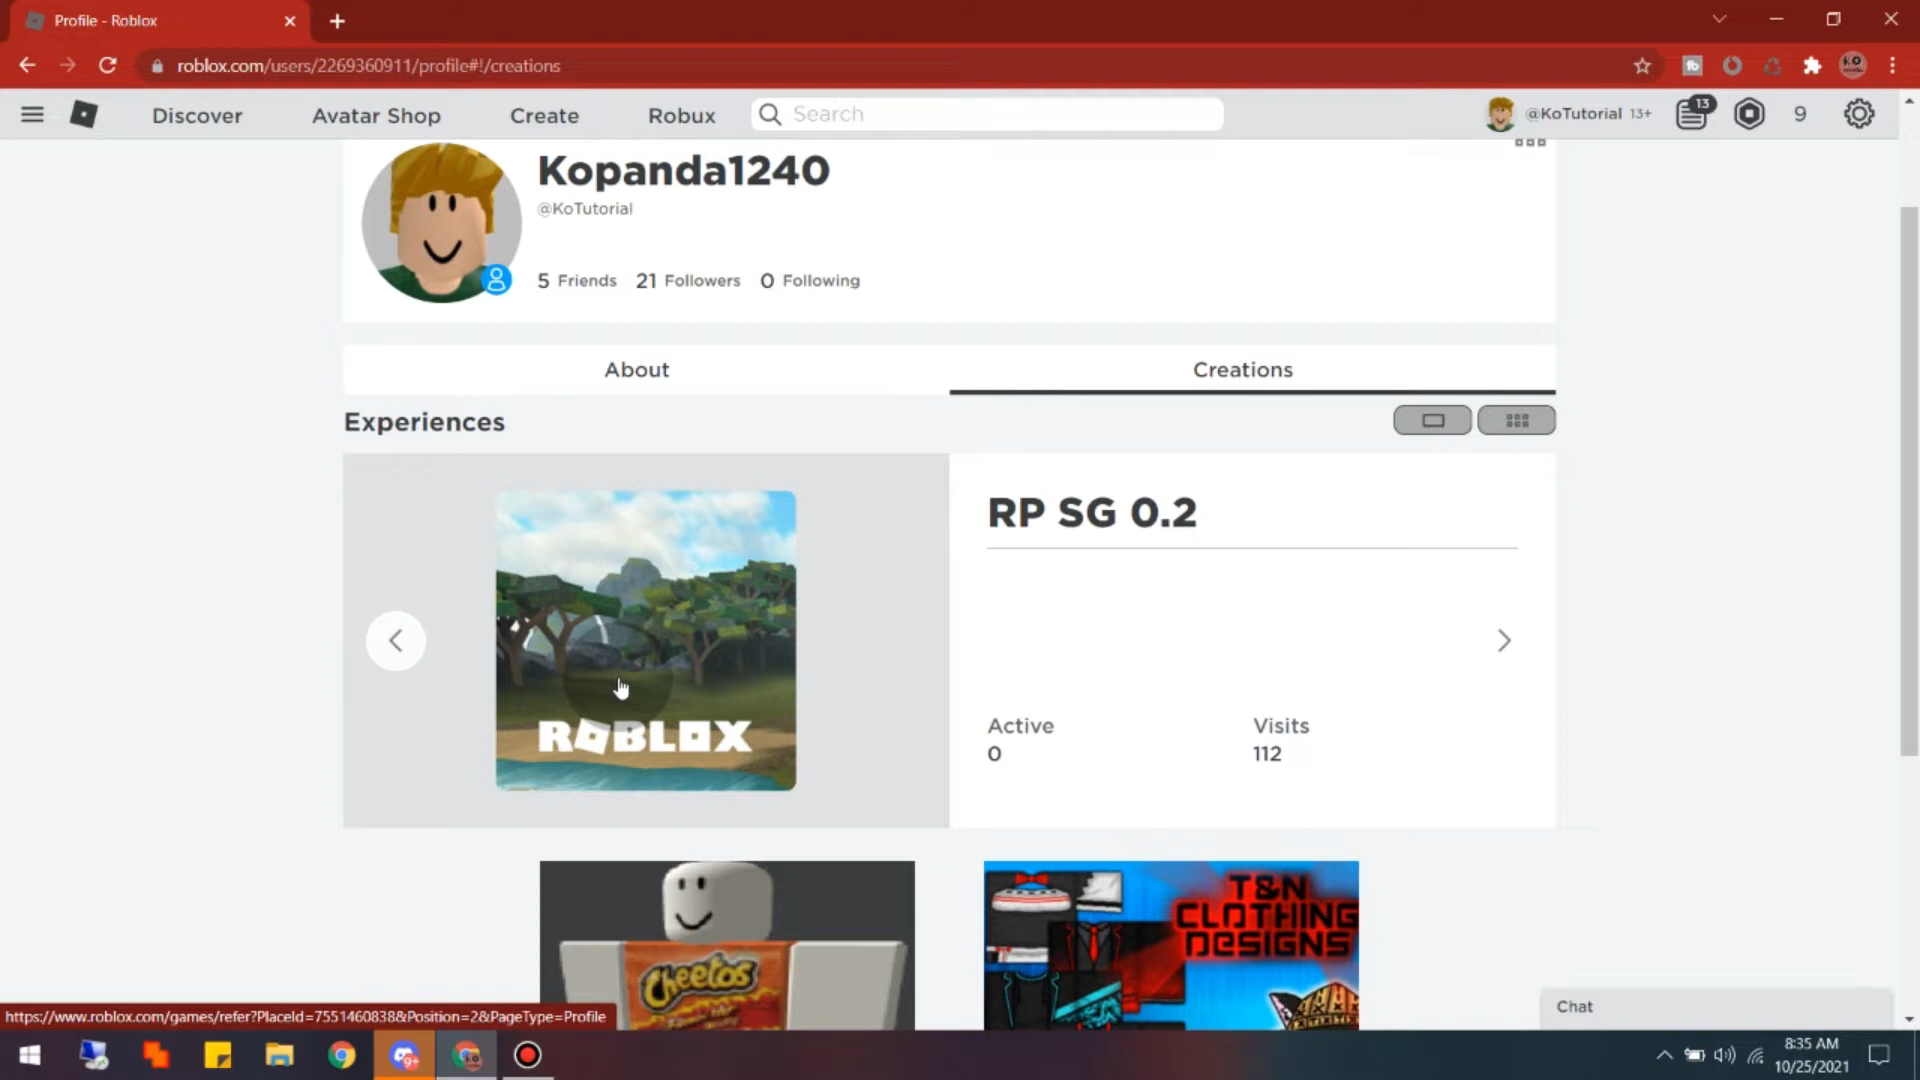 Profile - Roblox
roblox.com/users/2269360911/profile#!/creations
Discover
Avatar Shop
Create
Robux
Search
@KoTutorial 13+
13
9
Kopanda1240
@KoTutorial
5 Friends 21 Followers 0 Following
About
Creations
Experiences
ROBLOX
RP SG 0.2
Active
0
Visits
112
Cheetos
T&N
CLOTHING
DESIGNS
Chat
https://www.roblox.com/games/refer?PlaceId=7551460838&Position=2&PageType=Profile
8:35 AM
10/25/2021